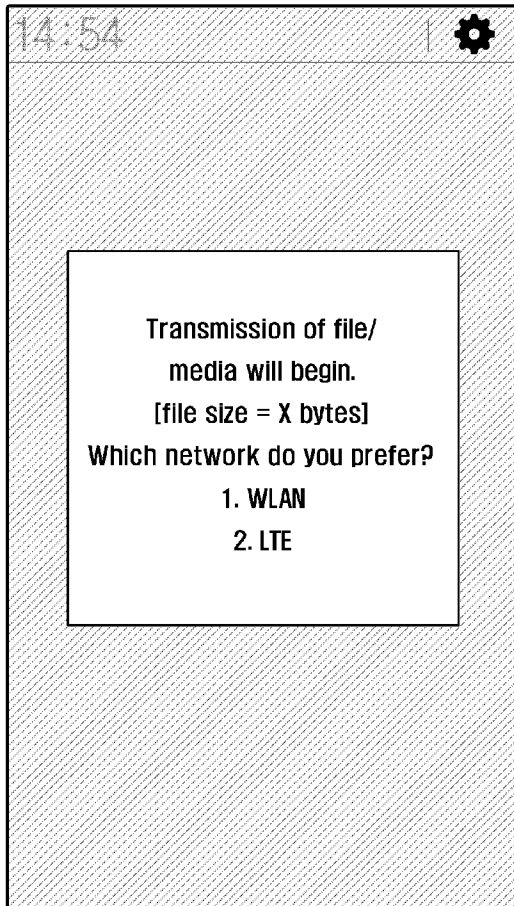 14:54
Transmission of file/
media will begin.
[file size = X bytes]
Which network do you prefer?
1. WLAN
2. LTE